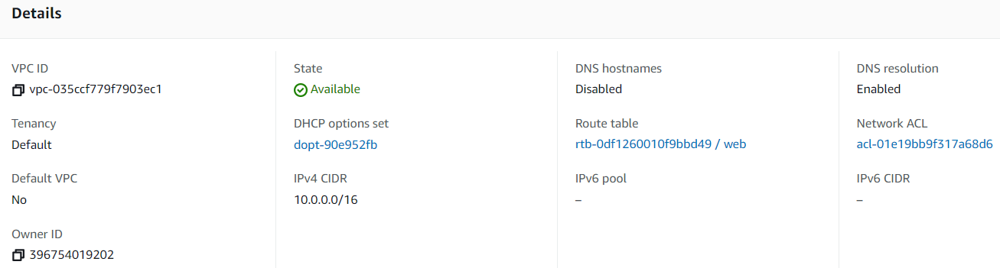 Details
VPC ID
vpc-035ccf779f7903ec1
State
Available
DNS hostnames
Disabled
DNS resolution
Enabled
Tenancy
Default
DHCP options set
dopt-90e952fb
Route table
rtb-0df1260010f9bbd49 / web
Network ACL
acl-01e19bb9f317a68d6
Default VPC
No
IPv4 CIDR
10.0.0.0/16
IPv6 pool
–
IPv6 CIDR
–
Owner ID
396754019202